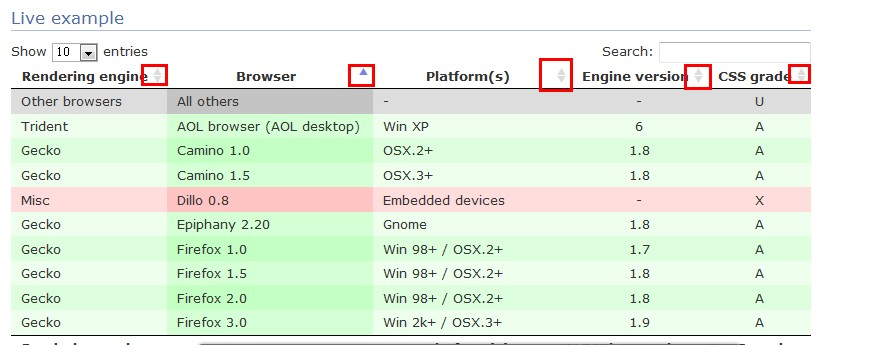 Live example
Show 10 entries Search:
Rendering engine Browser Platform(s) Engine version CSS grade
Other browsers All others - - U
Trident AOL browser (AOL desktop) Win XP 6 A
Gecko Camino 1.0 OSX.2+ 1.8 A
Gecko Camino 1.5 OSX.3+ 1.8 A
Misc Dillo 0.8 Embedded devices - X
Gecko Epiphany 2.20 Gnome 1.8 A
Gecko Firefox 1.0 Win 98+ / OSX.2+ 1.7 A
Gecko Firefox 1.5 Win 98+ / OSX.2+ 1.8 A
Gecko Firefox 2.0 Win 98+ / OSX.2+ 1.8 A
Gecko Firefox 3.0 Win 2k+ / OSX.3+ 1.9 A